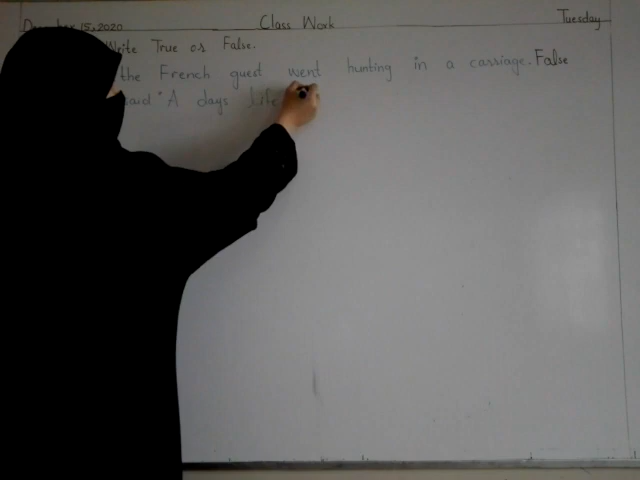 15, 2020 Class Work Tuesday
Write True or False.
the French guest went hunting in a carriage. False
said "A days life